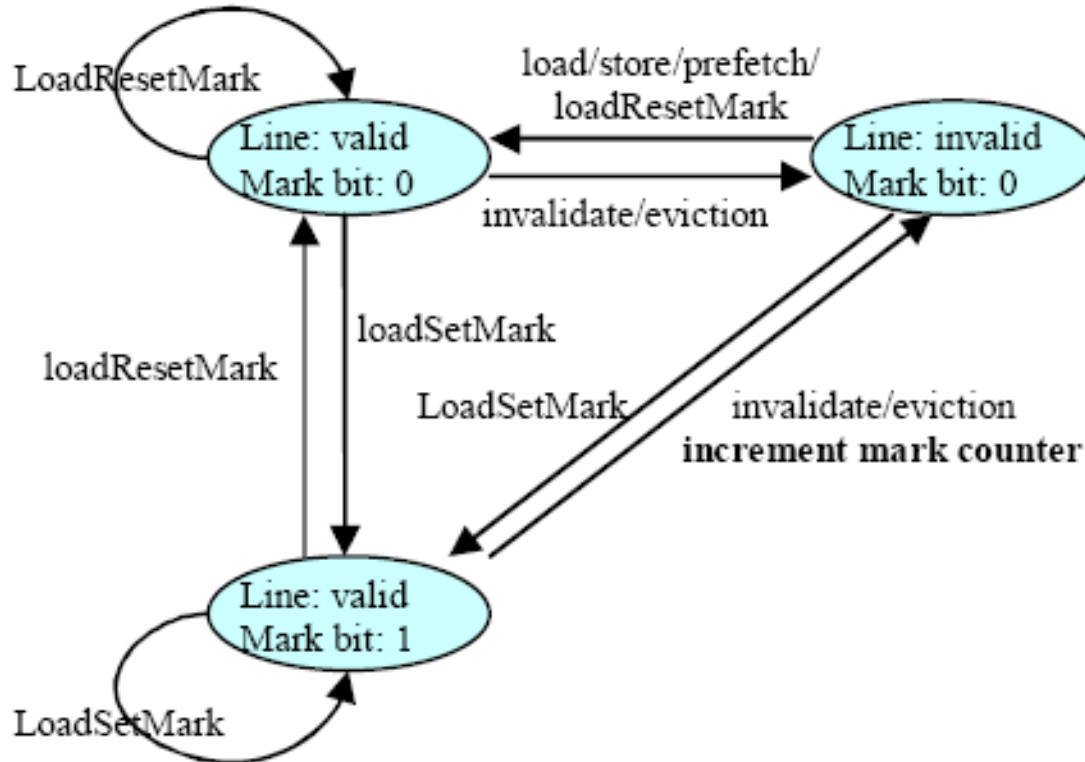 LoadResetMark
load/store/prefetch/
loadResetMark
Line: valid
Mark bit: 0
Line: invalid
Mark bit: 0
invalidate/eviction
loadSetMark
loadResetMark
LoadSetMark
invalidate/eviction
increment mark counter
Line: valid
Mark bit: 1
LoadSetMark